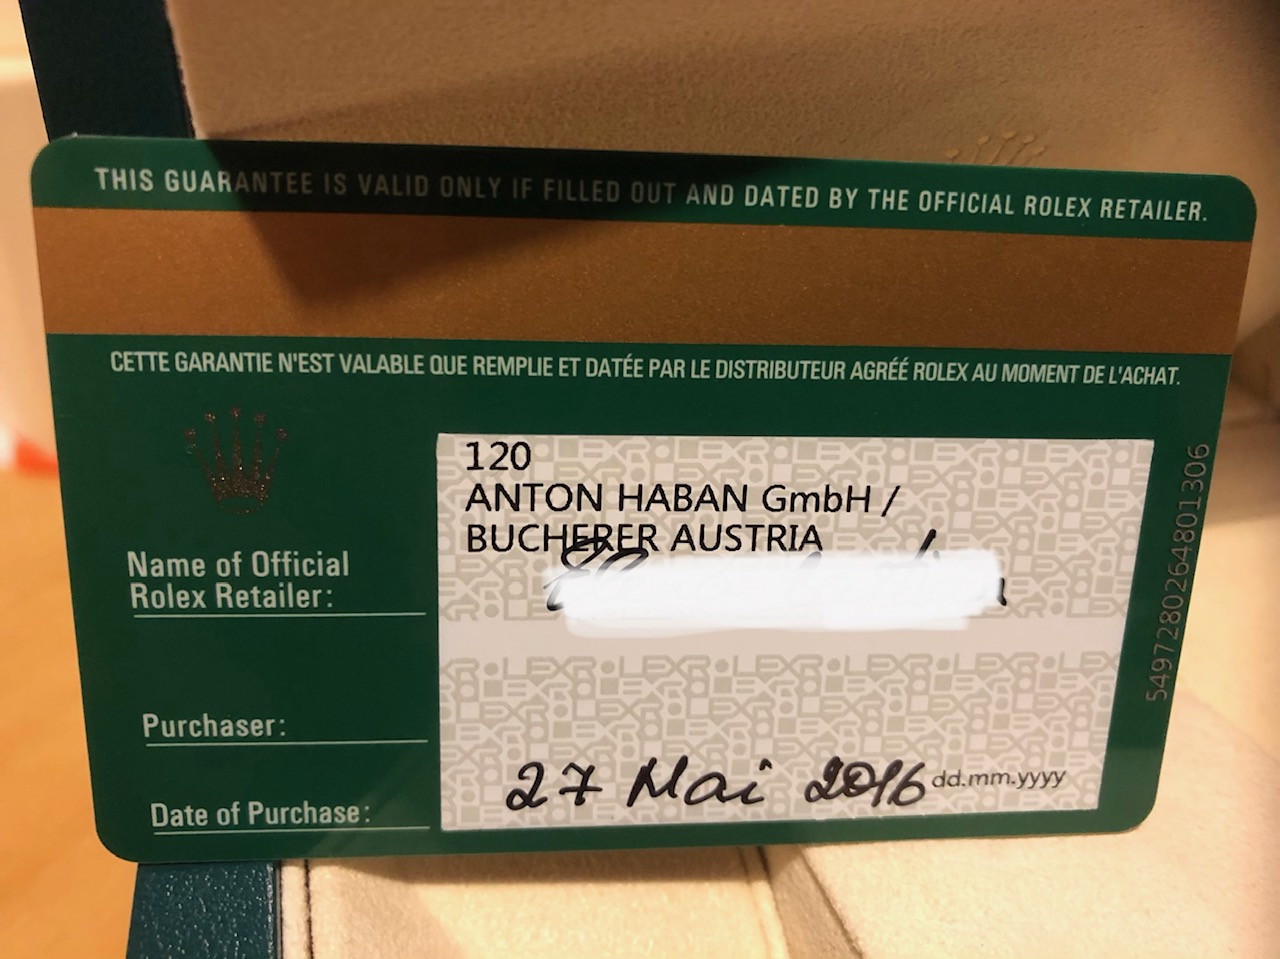 THIS GUARANTEE IS VALID ONLY IF FILLED OUT AND DATED BY THE OFFICIAL ROLEX RETAILER.
CETTE GARANTIE N'EST VALABLE QUE REMPLIE ET DATÉE PAR LE DISTRIBUTEUR AGRÉÉ ROLEX AU MOMENT DE L'ACHAT.
120
ANTON HABAN GmbH /
BUCHERER AUSTRIA
Name of Official
Rolex Retailer:
Purchaser:
Date of Purchase:
27 Mai 2016 dd.mm.yyyy
5497280264801306